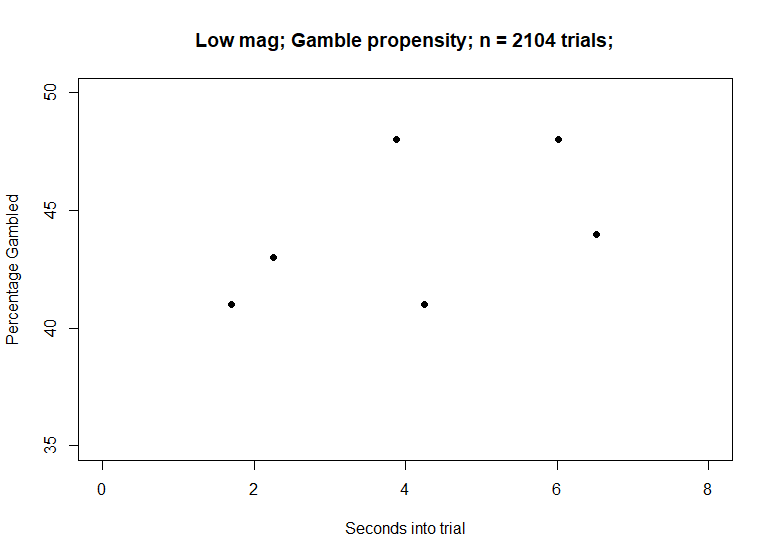 Low mag; Gamble propensity; n = 2104 trials;
50
45
40
35
Percentage Gambled
0 2 4 6 8
Seconds into trial